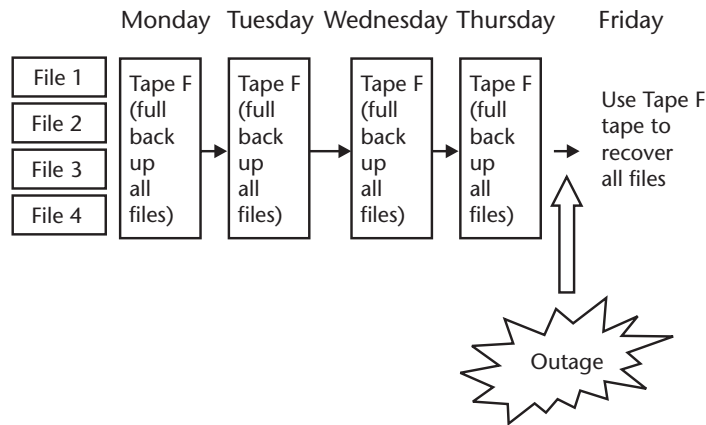 Monday Tuesday Wednesday Thursday Friday
File 1
File 2
File 3
File 4
Tape F
(full
back
up
all
files)
Tape F
(full
back
up
all
files)
Tape F
(full
back
up
all
files)
Tape F
(full
back
up
all
files)
Use Tape F
tape to
recover
all files
Outage